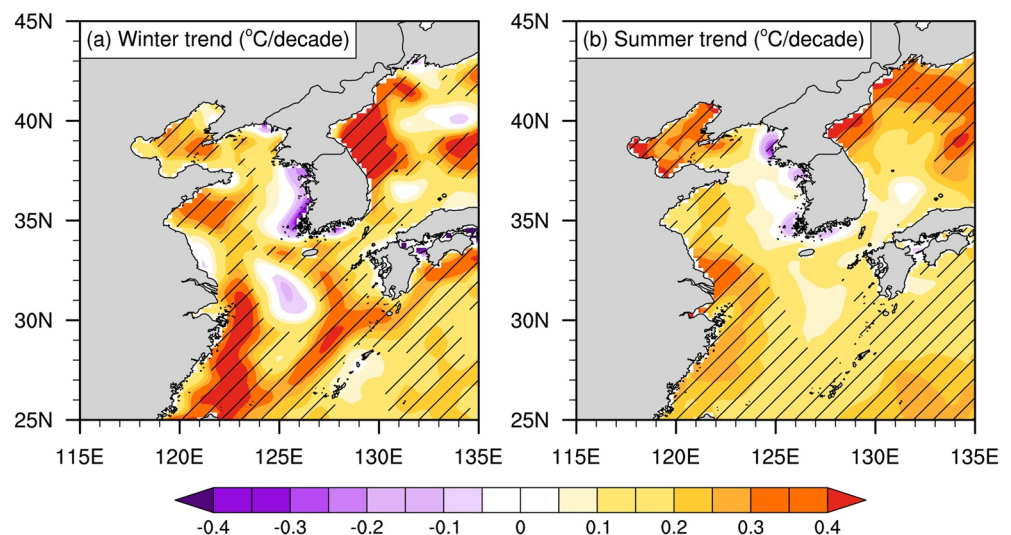 (a) Winter trend (°C/decade)
(b) Summer trend (°C/decade)
45N
40N
35N
30N
25N
45N
40N
35N
30N
25N
115E 120E 125E 130E 135E
115E 120E 125E 130E 135E
-0.4 -0.3 -0.2 -0.1 0 0.1 0.2 0.3 0.4